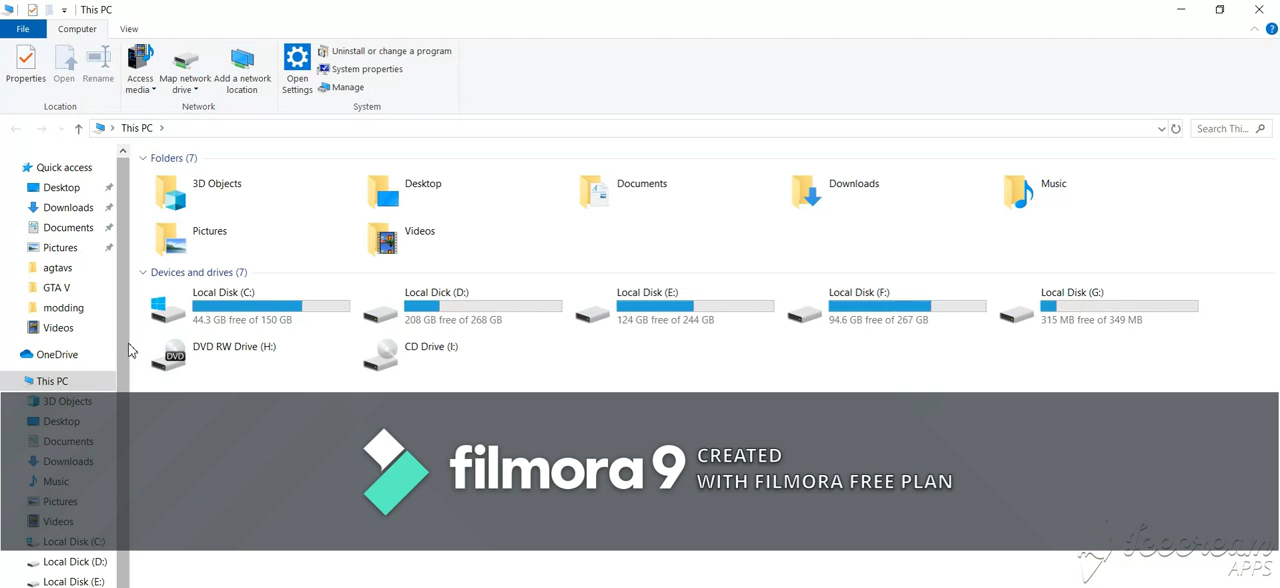 This PC
File Computer View
Properties Open Rename Access media Map network drive Add a network location Open Settings Uninstall or change a program
System properties
Manage
Location Network System
This PC Search Thi...
Quick access
Desktop
Downloads
Documents
Pictures
agtavs
GTA V
modding
Videos
OneDrive
This PC
3D Objects
Desktop
Documents
Downloads
Music
Pictures
Videos
Local Disk (C:)
Local Dick (D:)
Local Disk (E:)
Folders (7)
3D Objects Desktop Documents Downloads Music
Pictures Videos
Devices and drives (7)
Local Disk (C:) Local Dick (D:) Local Disk (E:) Local Disk (F:) Local Disk (G:)
44.3 GB free of 150 GB 208 GB free of 268 GB 124 GB free of 244 GB 94.6 GB free of 267 GB 315 MB free of 349 MB
DVD RW Drive (H:) CD Drive (I:)
DVD
filmora 9 CREATED
WITH FILMORA FREE PLAN
Icecream
APPS